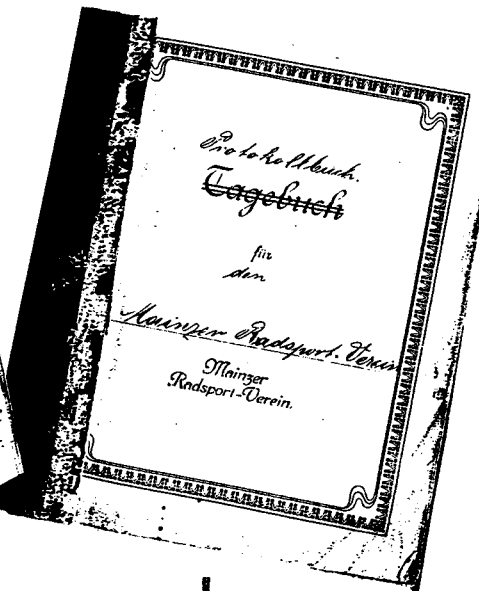 Protokollbuch.
Tagebuch
für
den
Mainzer Radsport-Verein
Mainzer
Radsport-Verein.